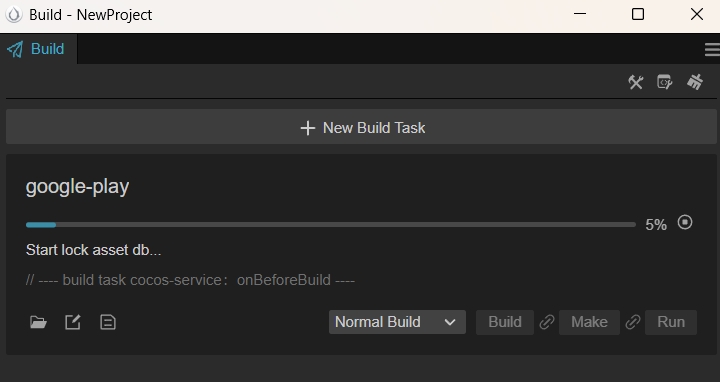 Build - NewProject
Build
New Build Task
google-play
5%
Start lock asset db...
// ---- build task cocos-service: onBeforeBuild ----
Normal Build Build Make Run